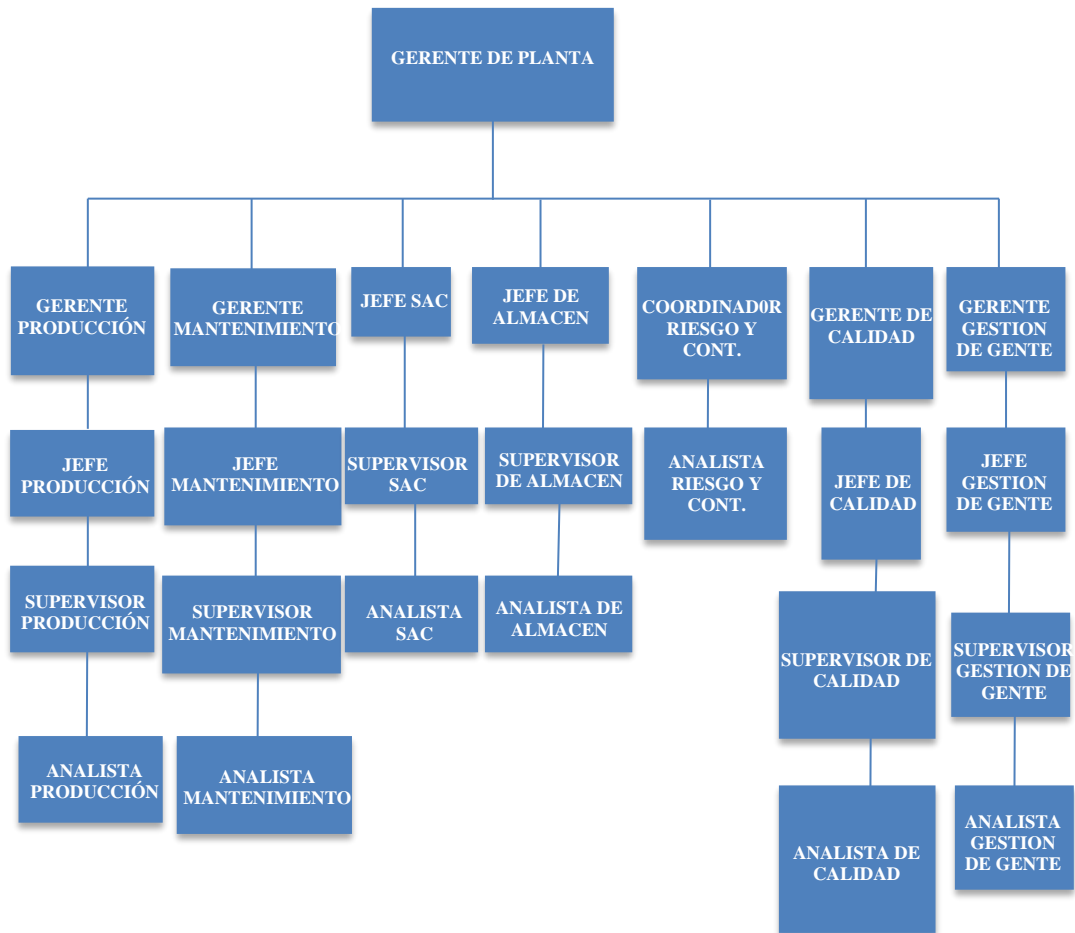 GERENTE DE PLANTA
GERENTE
PRODUCCIÓN
GERENTE
MANTENIMIENTO
JEFE SAC
JEFE DE
ALMACEN
COORDINAD0R
RIESGO Y
CONT.
GERENTE DE
CALIDAD
GERENTE
GESTION
DE GENTE
JEFE
PRODUCCIÓN
JEFE
MANTENIMIENTO
SUPERVISOR
SAC
SUPERVISOR
DE ALMACEN
ANALISTA
RIESGO Y
CONT.
JEFE DE
CALIDAD
JEFE
GESTION
DE GENTE
SUPERVISOR
PRODUCCIÓN
SUPERVISOR
MANTENIMIENTO
ANALISTA
SAC
ANALISTA DE
ALMACEN
SUPERVISOR DE
CALIDAD
SUPERVISOR
GESTION DE
GENTE
ANALISTA
PRODUCCIÓN
ANALISTA
MANTENIMIENTO
ANALISTA DE
CALIDAD
ANALISTA
GESTION
DE GENTE